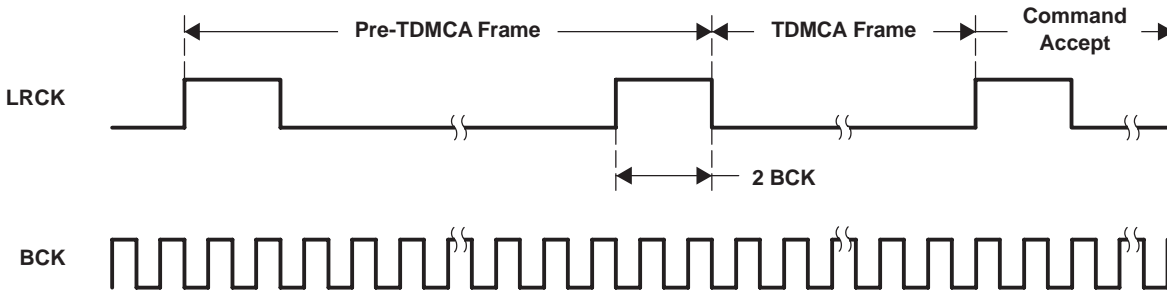 Pre-TDMCA Frame
TDMCA Frame
Command
Accept
LRCK
2 BCK
BCK